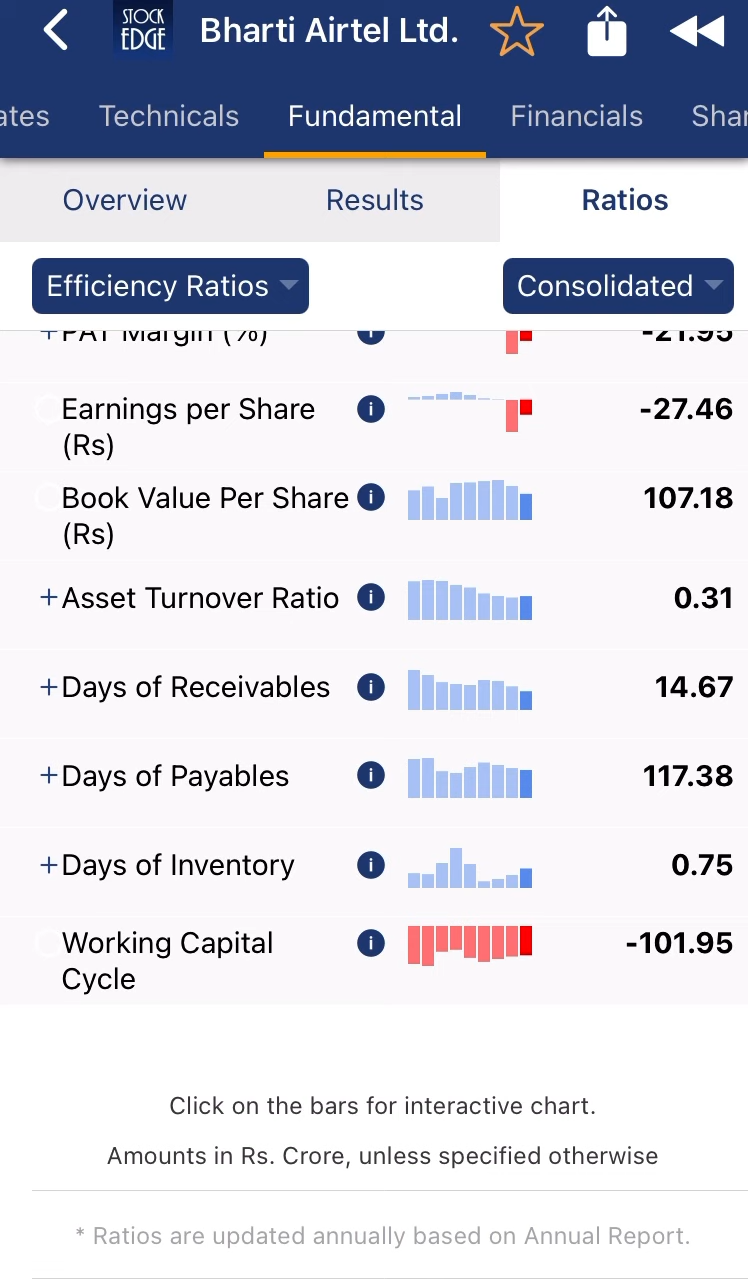 STOCK
EDGE
Bharti Airtel Ltd.
ates Technicals Fundamental Financials Shar
Overview Results Ratios
Efficiency Ratios Consolidated
+PAT Margin (%) -21.95
Earnings per Share
(Rs)
-27.46
Book Value Per Share
(Rs)
107.18
+Asset Turnover Ratio 0.31
+Days of Receivables 14.67
+Days of Payables 117.38
+Days of Inventory 0.75
Working Capital
Cycle
-101.95
Click on the bars for interactive chart.
Amounts in Rs. Crore, unless specified otherwise
* Ratios are updated annually based on Annual Report.